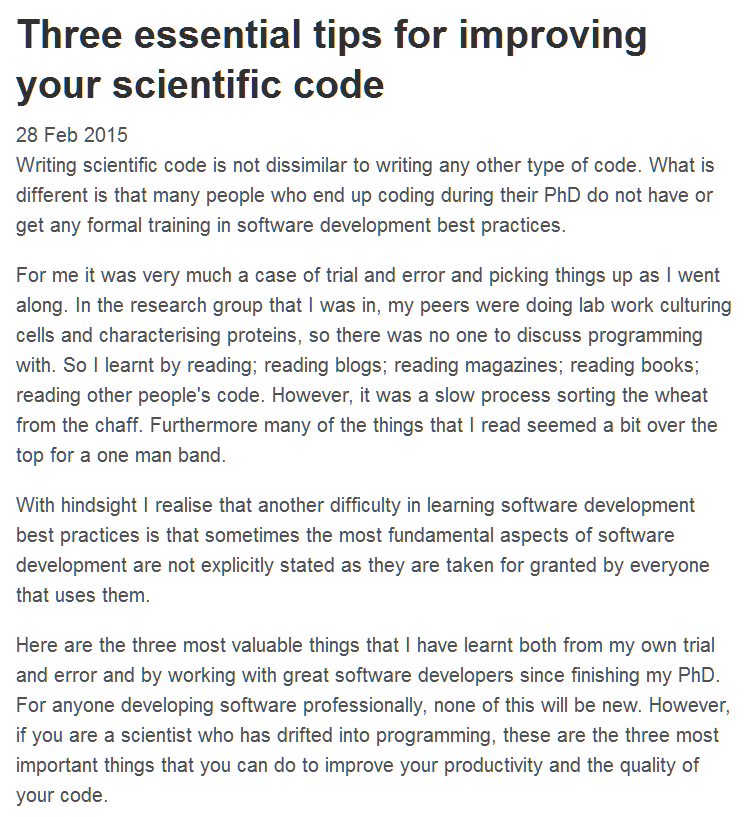 Three essential tips for improving
your scientific code
28 Feb 2015
Writing scientific code is not dissimilar to writing any other type of code. What is
different is that many people who end up coding during their PhD do not have or
get any formal training in software development best practices.
For me it was very much a case of trial and error and picking things up as I went
along. In the research group that I was in, my peers were doing lab work culturing
cells and characterising proteins, so there was no one to discuss programming
with. So I learnt by reading; reading blogs; reading magazines; reading books;
reading other people's code. However, it was a slow process sorting the wheat
from the chaff. Furthermore many of the things that I read seemed a bit over the
top for a one man band.
With hindsight I realise that another difficulty in learning software development
best practices is that sometimes the most fundamental aspects of software
development are not explicitly stated as they are taken for granted by everyone
that uses them.
Here are the three most valuable things that I have learnt both from my own trial
and error and by working with great software developers since finishing my PhD.
For anyone developing software professionally, none of this will be new. However,
if you are a scientist who has drifted into programming, these are the three most
important things that you can do to improve your productivity and the quality of
your code.